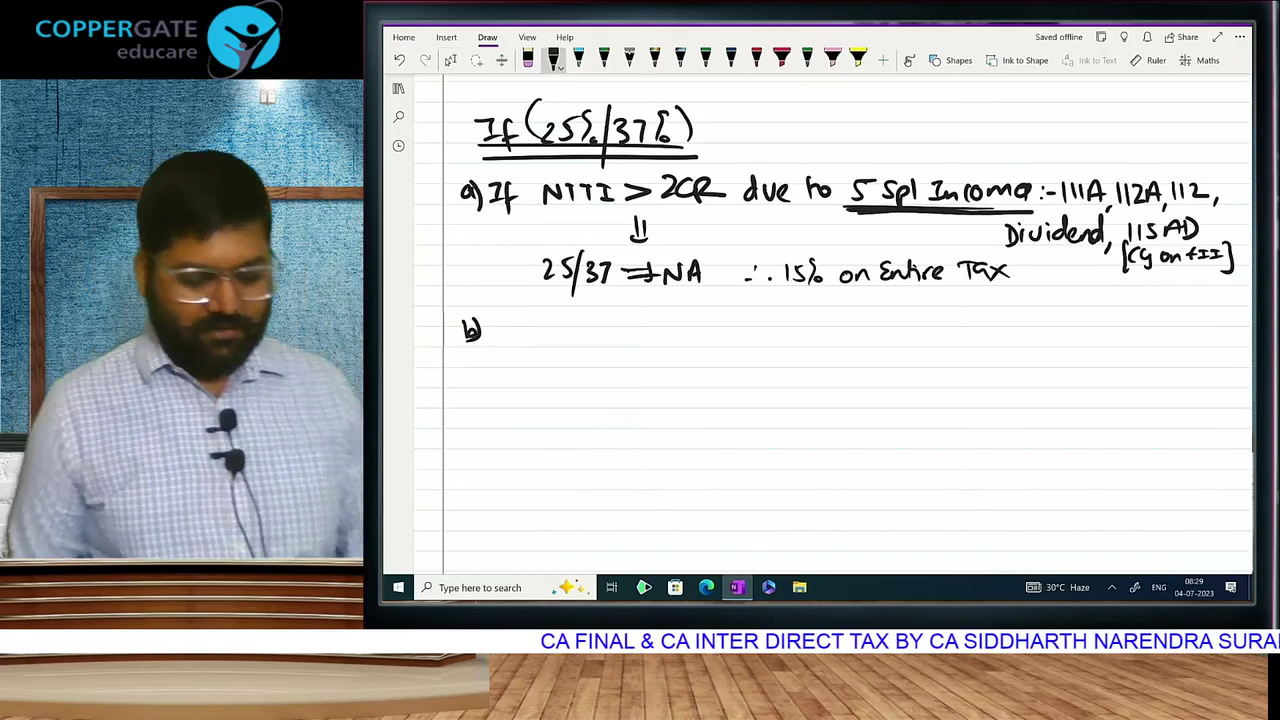 COPPERGATE
educare
Home Insert Draw View Help
Saved offline
Share
Shapes
Ink to Shape
Ink to Text
Ruler
Maths
If (25%/37%)
a) If NTTI > 2CR due to 5 Spl Income :- 111A, 112A, 112,
Dividend, 115AD
[CG on FII]
25/37 ⇒ NA ∴ 15% on Entire Tax
b)
Type here to search
30°C Haze
ENG
08:29
04-07-2023
CA FINAL & CA INTER DIRECT TAX BY CA SIDDHARTH NARENDRA SURA